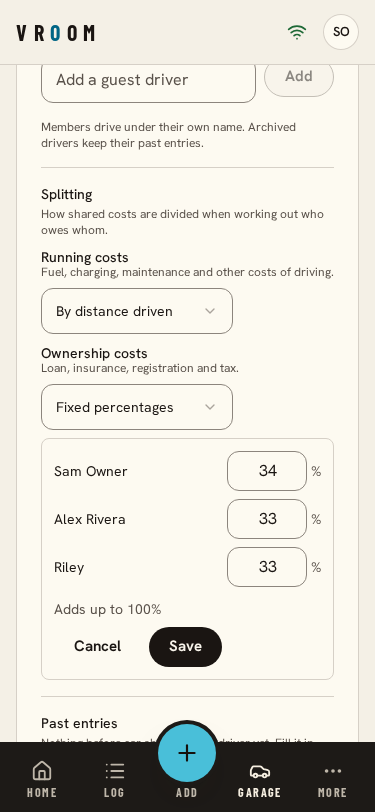 VROOM
SO
Add a guest driver
Add
Members drive under their own name. Archived
drivers keep their past entries.
Splitting
How shared costs are divided when working out who
owes whom.
Running costs
Fuel, charging, maintenance and other costs of driving.
By distance driven
Ownership costs
Loan, insurance, registration and tax.
Fixed percentages
Sam Owner
34 %
Alex Rivera
33 %
Riley
33 %
Adds up to 100%
Cancel
Save
Past entries
HOME
LOG
ADD
GARAGE
MORE